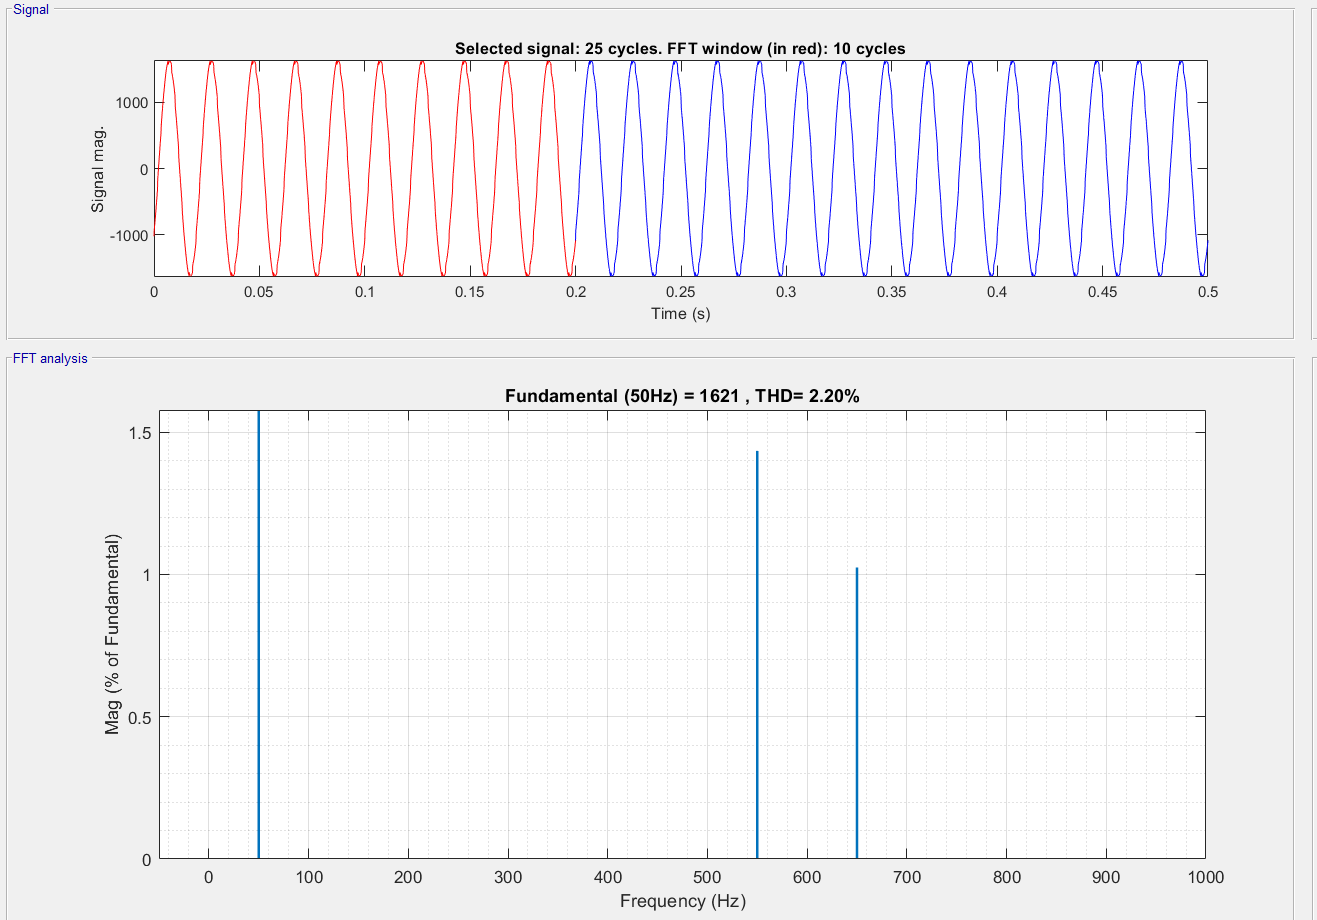 Signal
Selected signal: 25 cycles. FFT window (in red): 10 cycles
1000
0
-1000
Signal mag.
0 0.05 0.1 0.15 0.2 0.25 0.3 0.35 0.4 0.45 0.5
Time (s)
FFT analysis
Fundamental (50Hz) = 1621 , THD= 2.20%
1.5
1
0.5
0
Mag (% of Fundamental)
0 100 200 300 400 500 600 700 800 900 1000
Frequency (Hz)